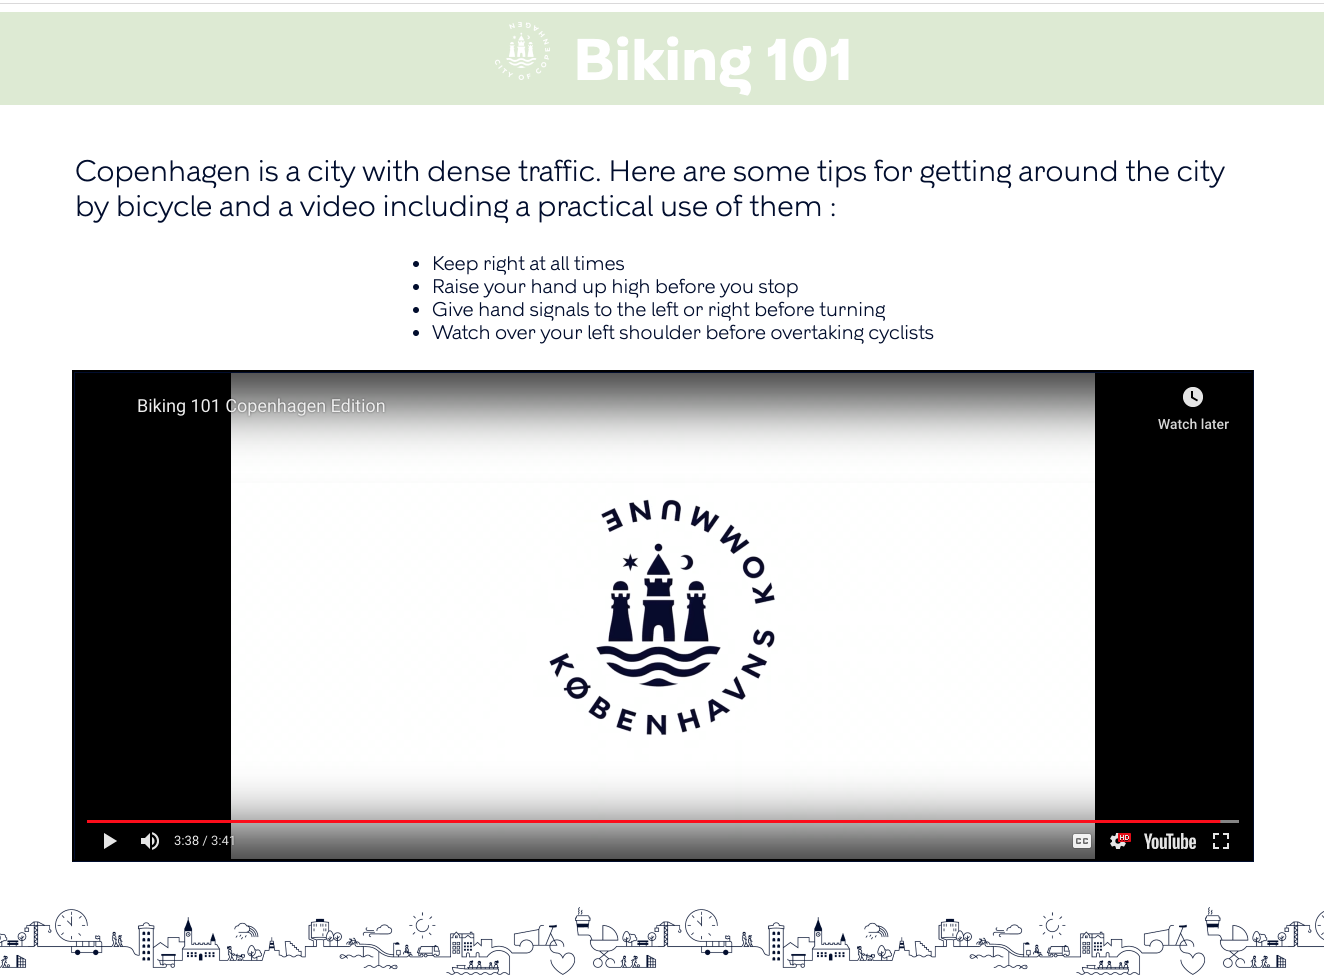 CITY OF COPENHAGEN
Biking 101
Copenhagen is a city with dense traffic. Here are some tips for getting around the city
by bicycle and a video including a practical use of them :
Keep right at all times
Raise your hand up high before you stop
Give hand signals to the left or right before turning
Watch over your left shoulder before overtaking cyclists
Biking 101 Copenhagen Edition
Watch later
KØBENHAVNS KOMMUNE
3:38 / 3:41
CC
HD
YouTube